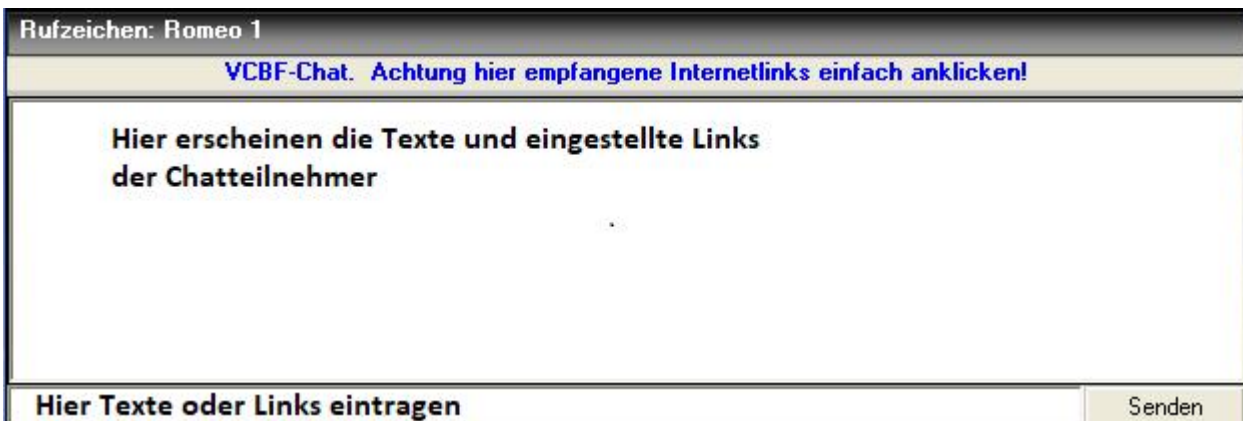 Rufzeichen: Romeo 1
VCBF-Chat. Achtung hier empfangene Internetlinks einfach anklicken!
Hier erscheinen die Texte und eingestellte Links
der Chatteilnehmer
Hier Texte oder Links eintragen
Senden